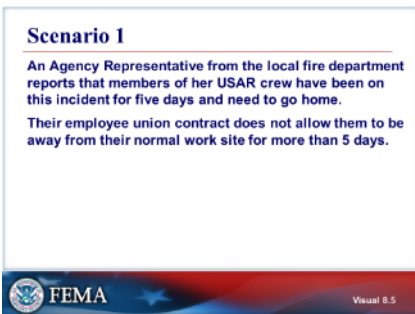 Scenario 1
An Agency Representative from the local fire department
reports that members of her USAR crew have been on
this incident for five days and need to go home.
Their employee union contract does not allow them to be
away from their normal work site for more than 5 days.
FEMA
Visual 8.5